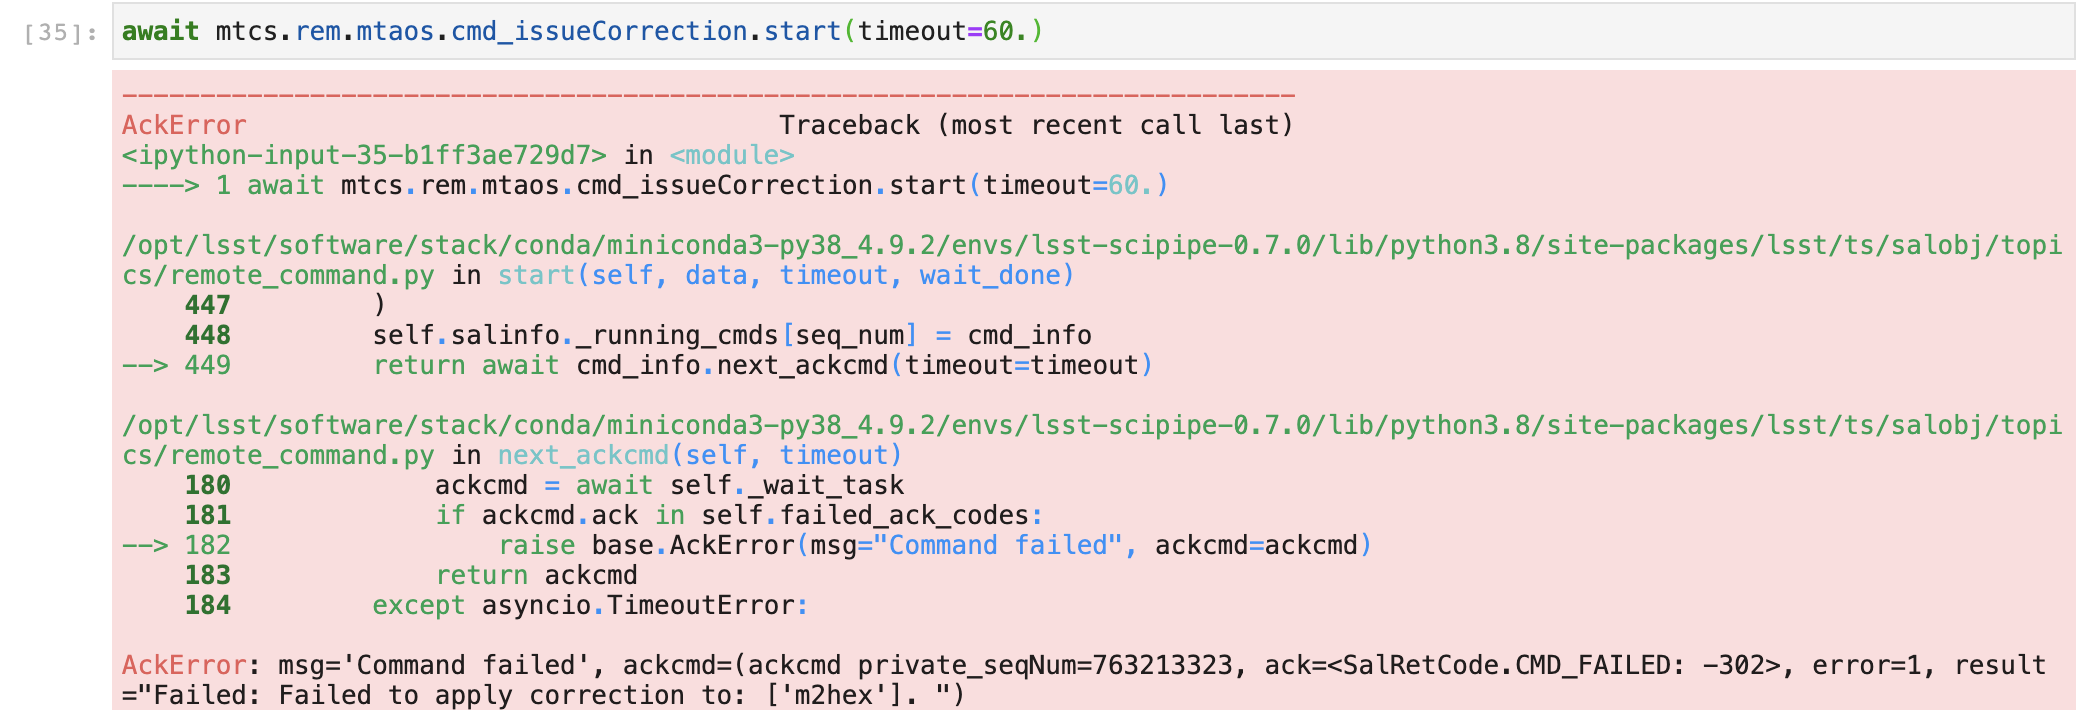 [35]: await mtcs.rem.mtaos.cmd_issueCorrection.start(timeout=60.)
---------------------------------------------------------------------------
AckError                                  Traceback (most recent call last)
<ipython-input-35-b1ff3ae729d7> in <module>
----> 1 await mtcs.rem.mtaos.cmd_issueCorrection.start(timeout=60.)
/opt/lsst/software/stack/conda/miniconda3-py38_4.9.2/envs/lsst-scipipe-0.7.0/lib/python3.8/site-packages/lsst/ts/salobj/topi
cs/remote_command.py in start(self, data, timeout, wait_done)
    447         )
    448         self.salinfo._running_cmds[seq_num] = cmd_info
--> 449         return await cmd_info.next_ackcmd(timeout=timeout)
/opt/lsst/software/stack/conda/miniconda3-py38_4.9.2/envs/lsst-scipipe-0.7.0/lib/python3.8/site-packages/lsst/ts/salobj/topi
cs/remote_command.py in next_ackcmd(self, timeout)
    180             ackcmd = await self._wait_task
    181             if ackcmd.ack in self.failed_ack_codes:
--> 182                 raise base.AckError(msg="Command failed", ackcmd=ackcmd)
    183             return ackcmd
    184         except asyncio.TimeoutError:
AckError: msg='Command failed', ackcmd=(ackcmd private_seqNum=763213323, ack=<SalRetCode.CMD_FAILED: -302>, error=1, result
="Failed: Failed to apply correction to: ['m2hex']. ")